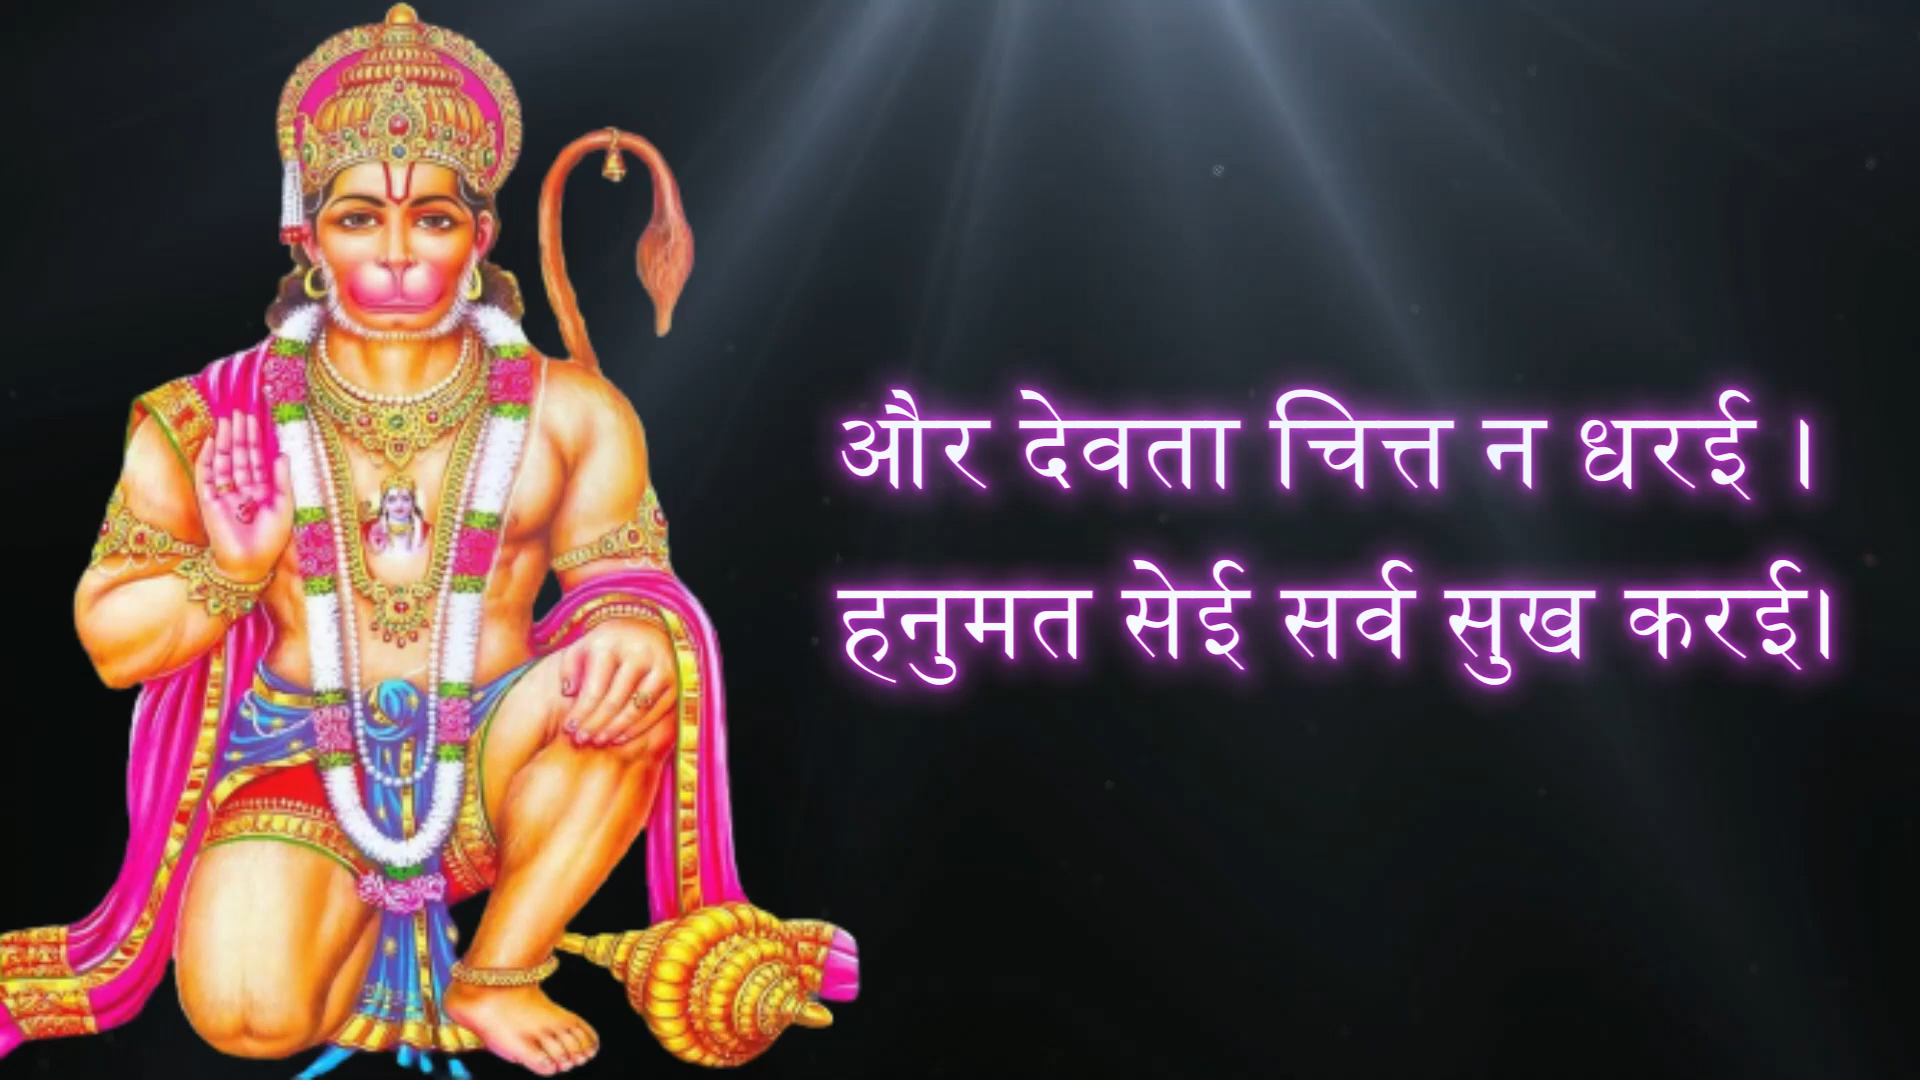 और देवता चित्त न धरई ।
हनुमत सेई सर्व सुख करई।